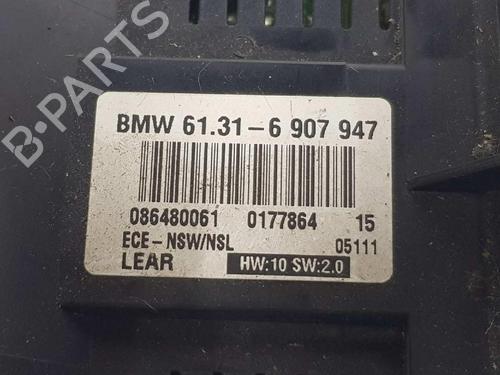 B-PARTS
BMW 61.31-6 907 947
086480061 0177864 15
ECE-NSW/NSL 05111
LEAR HW:10 SW:2.0